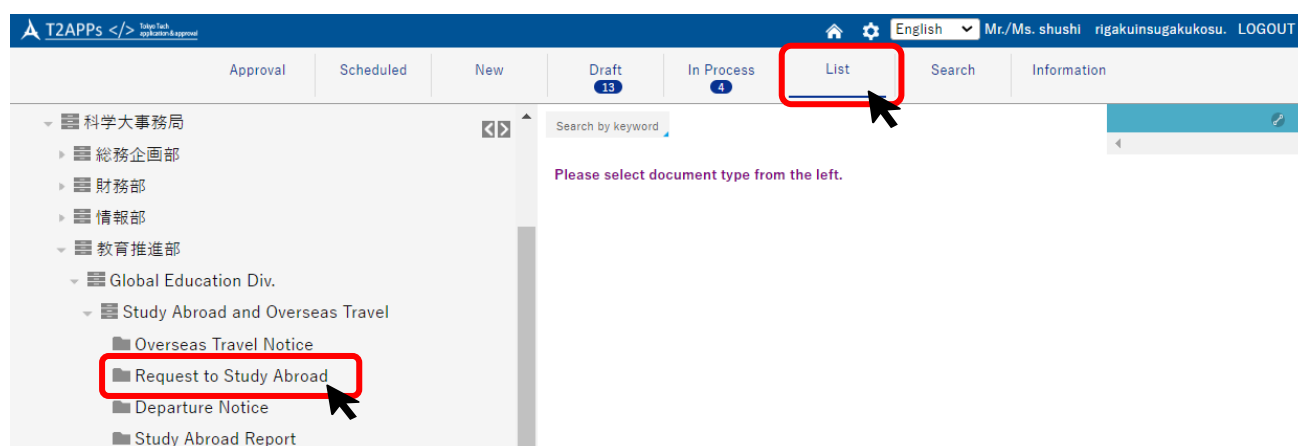 T2APPs </> Tokyo Tech application & approval English Mr./Ms. shushi rigakuinsugakukosu. LOGOUT
Approval Scheduled New Draft In Process List Search Information
13 4
科学大事務局
Search by keyword
総務企画部
Please select document type from the left.
財務部
情報部
教育推進部
Global Education Div.
Study Abroad and Overseas Travel
Overseas Travel Notice
Request to Study Abroad
Departure Notice
Study Abroad Report